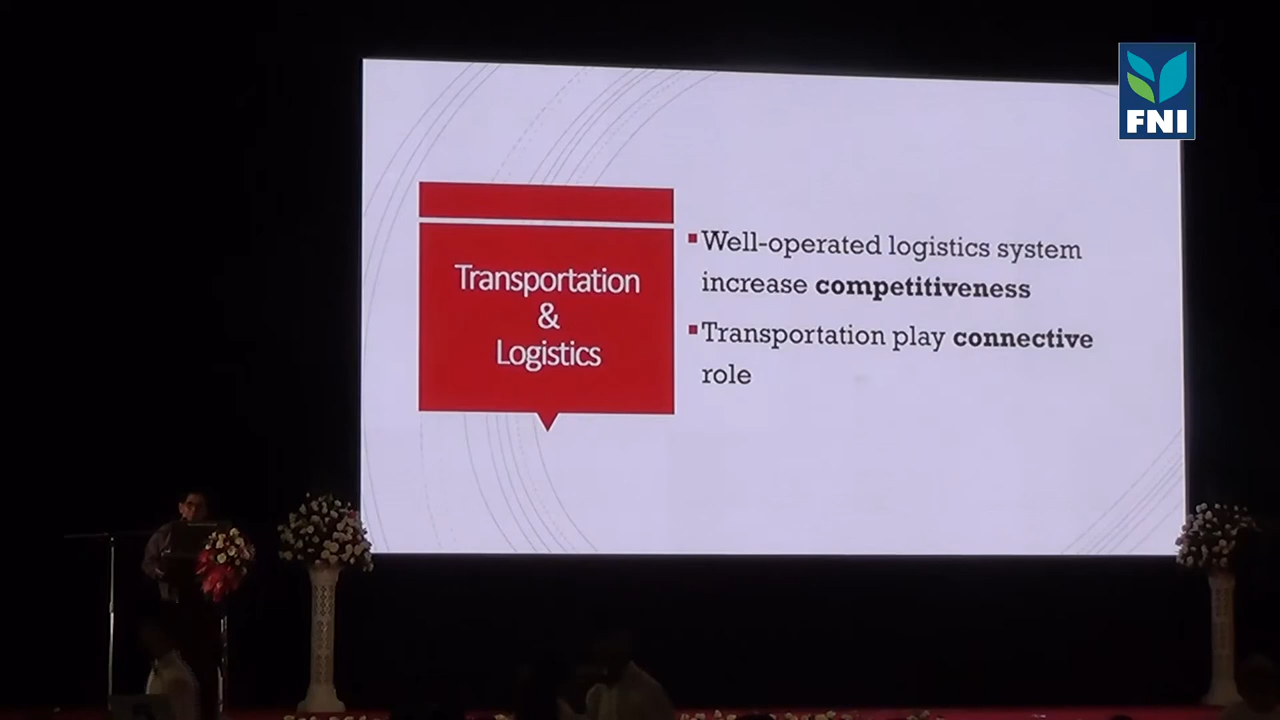 FNI
Transportation
&
Logistics
▪Well-operated logistics system
increase competitiveness
▪Transportation play connective
role